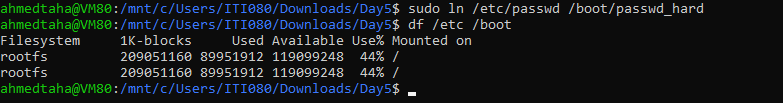 ahmedtaha@VM80:/mnt/c/Users/ITI080/Downloads/Day5$ sudo ln /etc/passwd /boot/passwd_hard
ahmedtaha@VM80:/mnt/c/Users/ITI080/Downloads/Day5$ df /etc /boot
Filesystem     1K-blocks     Used Available Use% Mounted on
rootfs         209051160 89951912 119099248  44% /
rootfs         209051160 89951912 119099248  44% /
ahmedtaha@VM80:/mnt/c/Users/ITI080/Downloads/Day5$